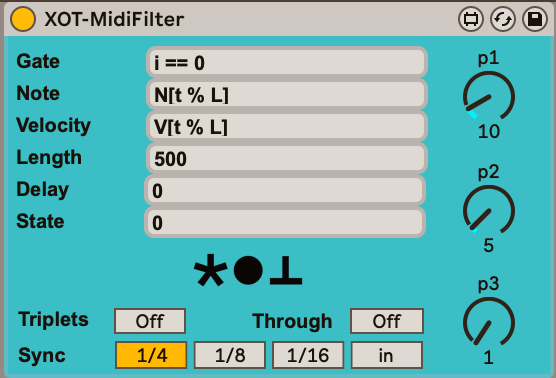 XOT-MidiFilter
Gate i == 0
Note N[t % L]
Velocity V[t % L]
Length 500
Delay 0
State 0
p1
10
p2
5
p3
1
Triplets Off Through Off
Sync 1/4 1/8 1/16 in